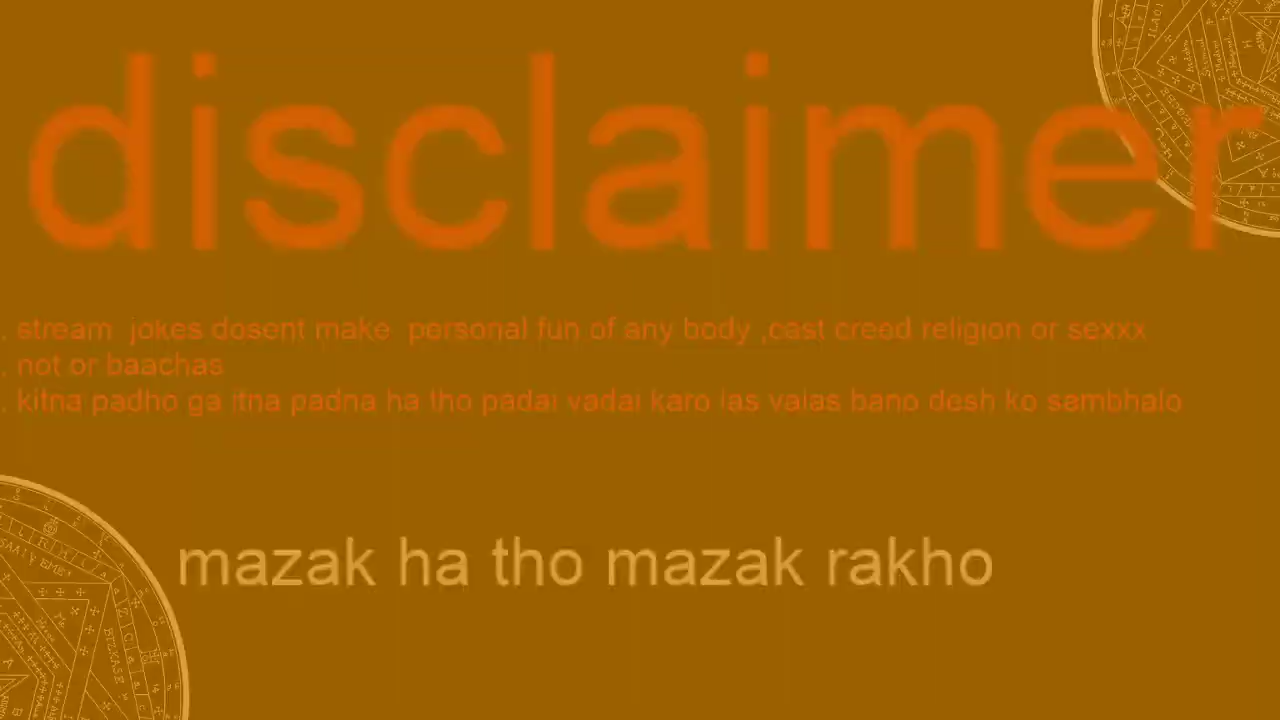 disclaimer
. stream jokes dosent make personal fun of any body ,cast creed religion or sexxx
. not or baachas
. kitna padho ga itna padna ha tho padai vadai karo ias vaias bano desh ko sambhalo
mazak ha tho mazak rakho